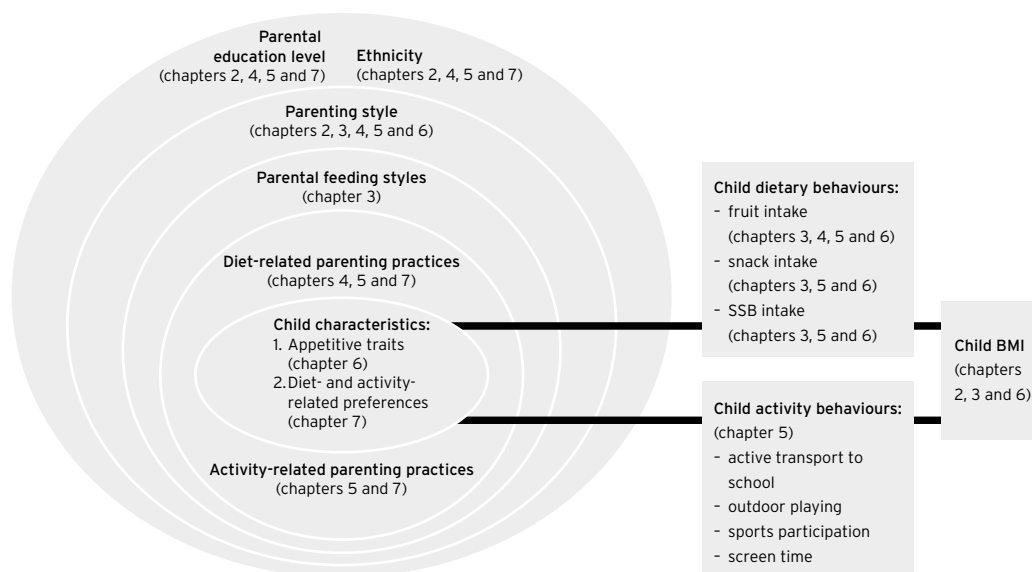 Parental
education level
(chapters 2, 4, 5 and 7)
Ethnicity
(chapters 2, 4, 5 and 7)
Parenting style
(chapters 2, 3, 4, 5 and 6)
Parental feeding styles
(chapter 3)
Diet-related parenting practices
(chapters 4, 5 and 7)
Child characteristics:
1. Appetitive traits
(chapter 6)
2. Diet- and activity-
related preferences
(chapter 7)
Activity-related parenting practices
(chapters 5 and 7)
Child dietary behaviours:
- fruit intake
(chapters 3, 4, 5 and 6)
- snack intake
(chapters 3, 5 and 6)
- SSB intake
(chapters 3, 5 and 6)
Child activity behaviours:
(chapter 5)
- active transport to
school
- outdoor playing
- sports participation
- screen time
Child BMI
(chapters
2, 3 and 6)